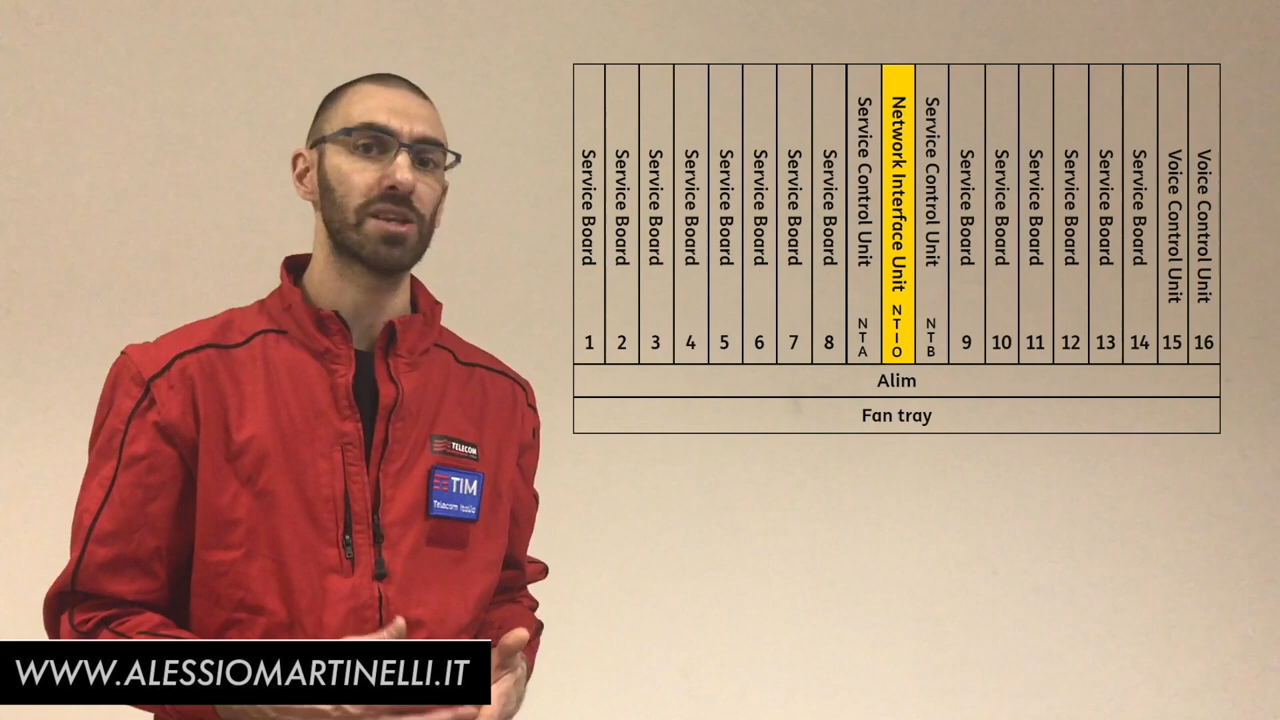 Service Board 1
Service Board 2
Service Board 3
Service Board 4
Service Board 5
Service Board 6
Service Board 7
Service Board 8
Service Control Unit NTA
Network Interface Unit NTIO
Service Control Unit NTB
Service Board 9
Service Board 10
Service Board 11
Service Board 12
Service Board 13
Service Board 14
Voice Control Unit 15
Voice Control Unit 16
Alim
Fan tray
TELECOM
TIM
Telecom Italia
WWW.ALESSIOMARTINELLI.IT